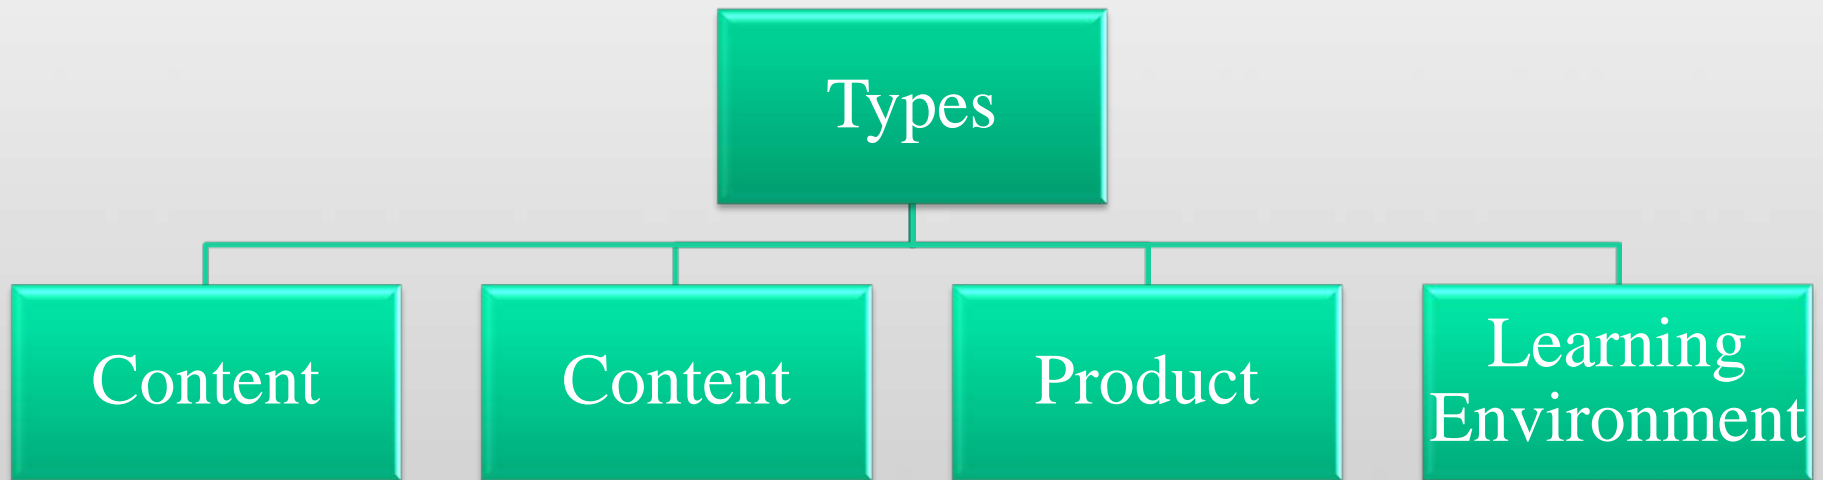 Types
Content
Content
Product
Learning
Environment